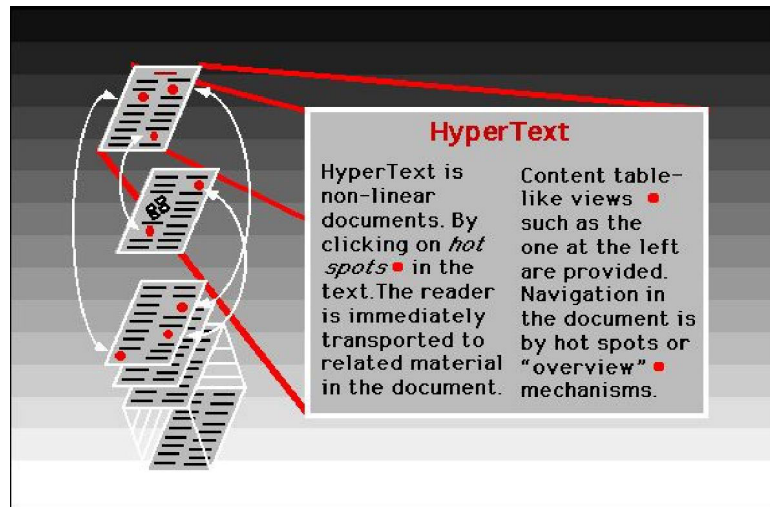 HyperText
HyperText is
non-linear
documents. By
clicking on hot
spots in the
text.The reader
is immediately
transported to
related material
in the document.
Content table-
like views
such as the
one at the left
are provided.
Navigation in
the document is
by hot spots or
“overview”
mechanisms.